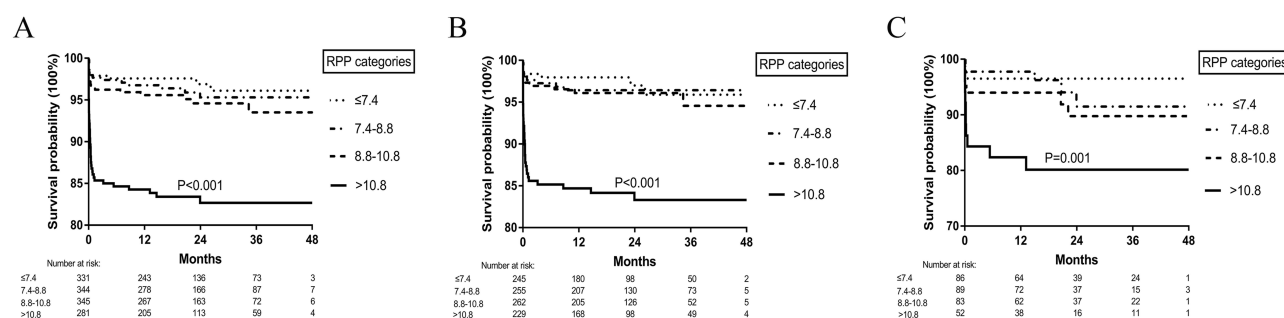 A
Survival probability (100%)
100
95
90
85
80
P<0.001
0 12 24 36 48
Months
RPP categories
≤7.4
7.4-8.8
8.8-10.8
>10.8
Number at risk:
≤7.4 331 243 136 73 3
7.4-8.8 344 278 166 87 7
8.8-10.8 345 267 163 72 6
>10.8 281 205 113 59 4
B
Survival probability (100%)
100
95
90
85
80
P<0.001
0 12 24 36 48
Months
RPP categories
≤7.4
7.4-8.8
8.8-10.8
>10.8
Number at risk:
≤7.4 245 180 98 50 2
7.4-8.8 255 207 130 73 5
8.8-10.8 262 205 126 52 5
>10.8 229 168 98 49 4
C
Survival probability (100%)
100
90
80
70
P=0.001
0 12 24 36 48
Months
RPP categories
≤7.4
7.4-8.8
8.8-10.8
>10.8
Number at risk:
≤7.4 86 64 39 24 1
7.4-8.8 89 72 37 15 3
8.8-10.8 83 62 37 22 1
>10.8 52 38 16 11 1